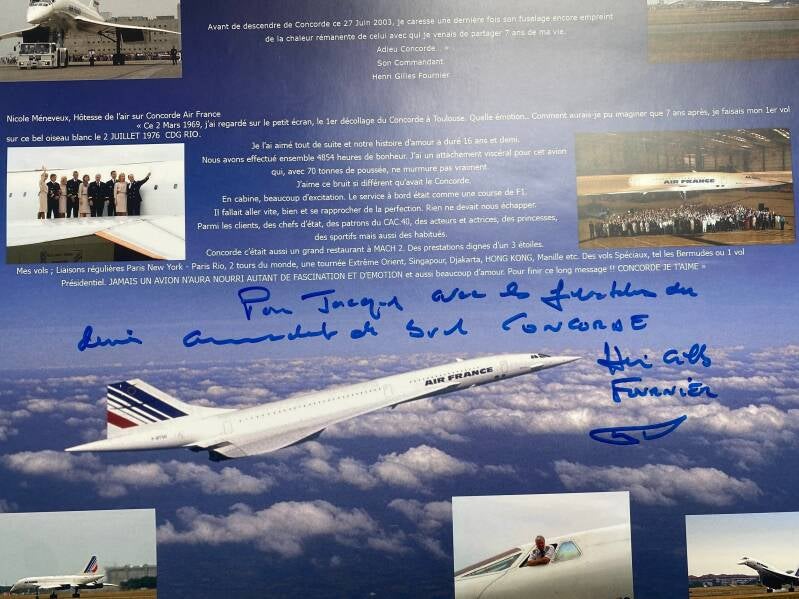 Avant de descendre de Concorde ce 27 Juin 2003, je caresse une dernière fois son fuselage encore empreint
de la chaleur rémanente de celui avec qui je venais de partager 7 ans de ma vie.
Adieu Concorde... »
Son Commandant
Henri Gilles Fournier
Nicole Méneveux, Hôtesse de l'air sur Concorde Air France
« Ce 2 Mars 1969, j'ai regardé sur le petit écran, le 1er décollage du Concorde à Toulouse. Quelle émotion.. Comment aurais-je pu imaginer que 7 ans après, je faisais mon 1er vol
sur ce bel oiseau blanc le 2 JUILLET 1976 CDG RIO.
Je l'ai aimé tout de suite et notre histoire d'amour a duré 16 ans et demi.
Nous avons effectué ensemble 4854 heures de bonheur. J'ai un attachement viscéral pour cet avion
qui, avec 70 tonnes de poussée, ne murmure pas vraiment.
J'aime ce bruit si différent qu'avait le Concorde.
En cabine, beaucoup d'excitation. Le service à bord était comme une course de F1.
Il fallait aller vite, bien et se rapprocher de la perfection. Rien ne devait nous échapper.
Parmi les clients, des chefs d'état, des patrons du CAC.40, des acteurs et actrices, des princesses,
des sportifs mais aussi des habitués.
Concorde c'était aussi un grand restaurant à MACH 2. Des prestations dignes d'un 3 étoiles.
Mes vols ; Liaisons régulières Paris New York - Paris Rio, 2 tours du monde, une tournée Extrême Orient, Singapour, Djakarta, HONG KONG, Manille etc. Des vols Spéciaux, tel les Bermudes ou 1 vol
Présidentiel. JAMAIS UN AVION N'AURA NOURRI AUTANT DE FASCINATION ET D'EMOTION et aussi beaucoup d'amour. Pour finir ce long message !! CONCORDE JE T'AIME »
AIR FRANCE
Pour Jacques avec les du
commandant de CONCORDE
Henri Gilles
FOURNIER
AIR FRANCE